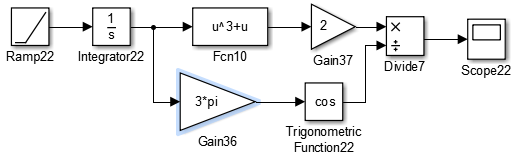 1
s
u^3+u
2
×
÷
Ramp22
Integrator22
Fcn10
Gain37
Divide7
Scope22
3*pi
cos
Gain36
Trigonometric
Function22